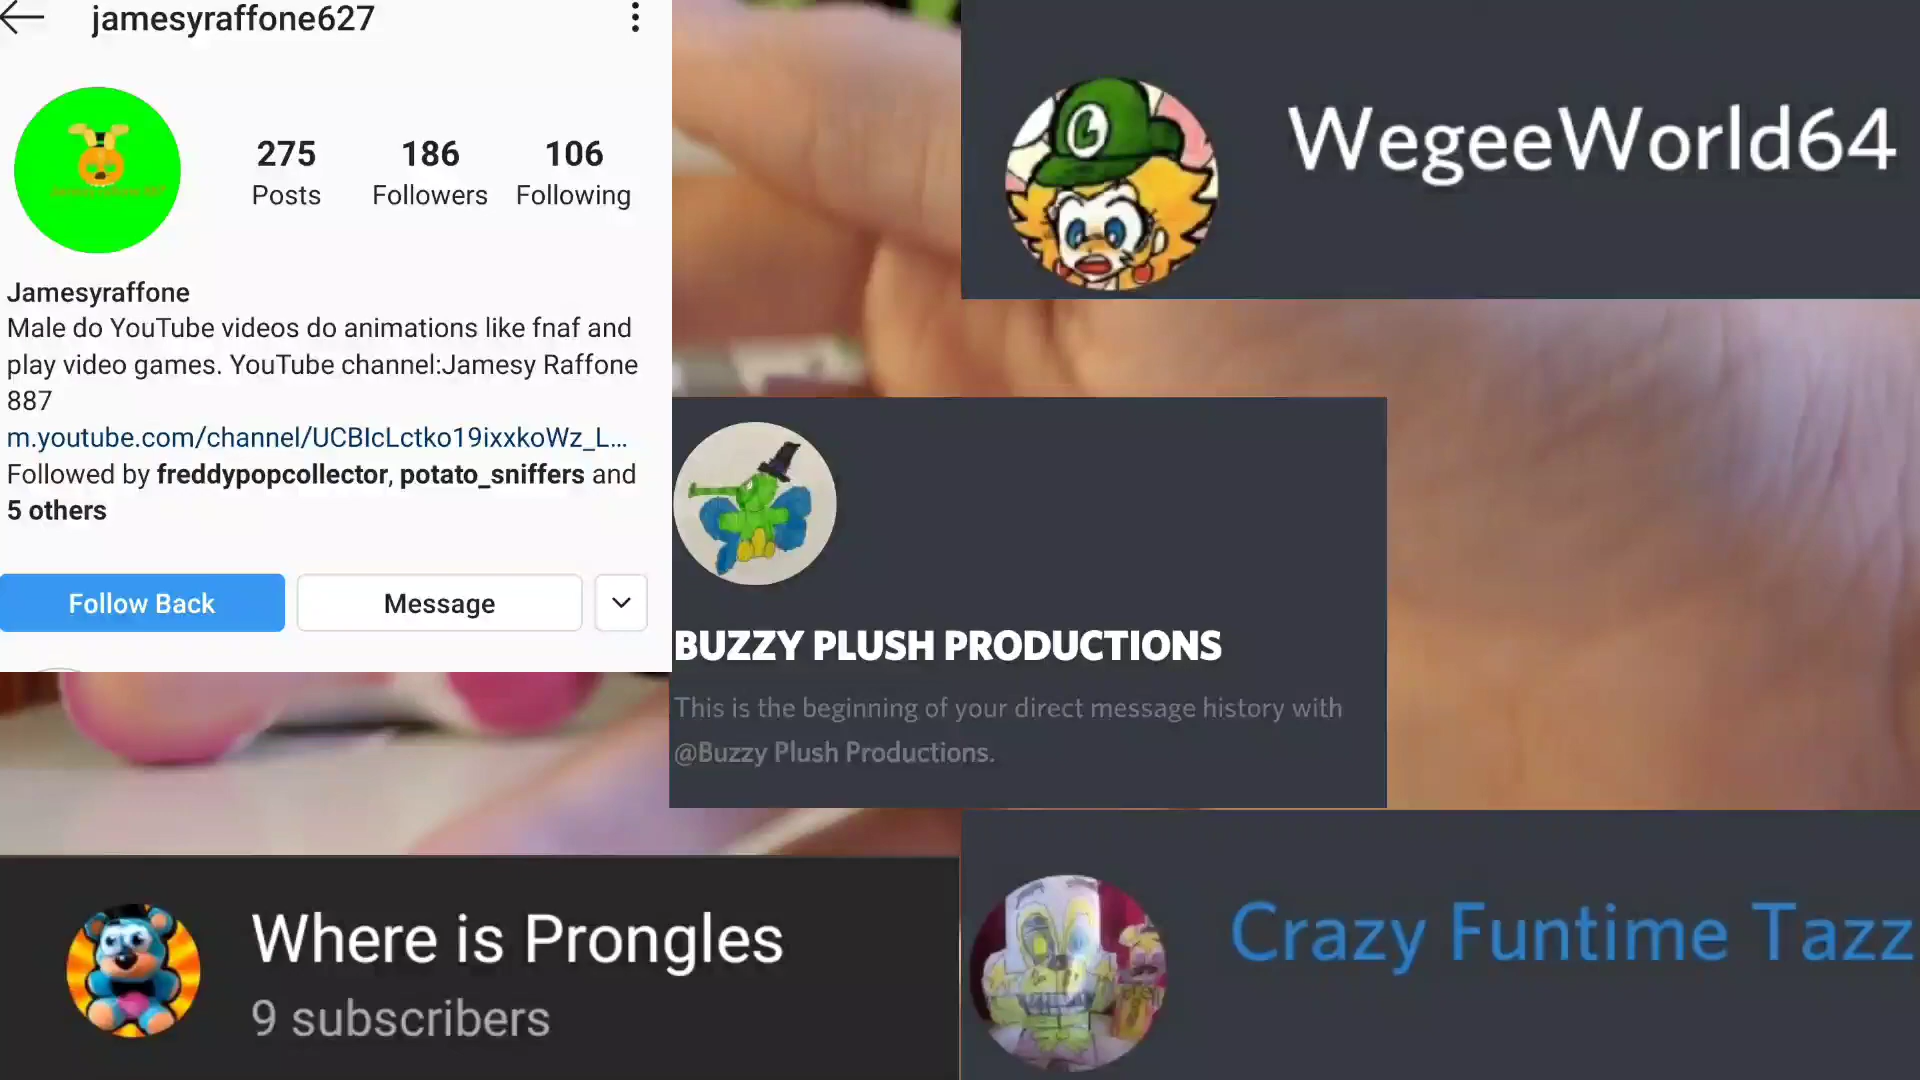 jamesyraffone627
275
Posts
186
Followers
106
Following
Jamesyraffone
Male do YouTube videos do animations like fnaf and
play video games. YouTube channel:Jamesy Raffone
887
m.youtube.com/channel/UCBIcLctko19ixxkoWz_L...
Followed by freddypopcollector, potato_sniffers and
5 others
Follow Back
Message
WegeeWorld64
BUZZY PLUSH PRODUCTIONS
This is the beginning of your direct message history with
@Buzzy Plush Productions.
Where is Prongles
9 subscribers
Crazy Funtime Tazz